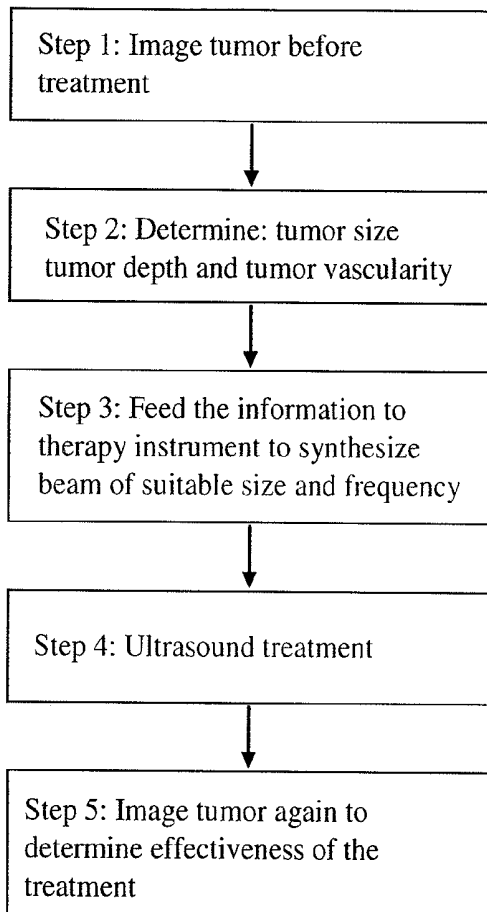 Step 1: Image tumor before
treatment
Step 2: Determine: tumor size
tumor depth and tumor vascularity
Step 3: Feed the information to
therapy instrument to synthesize
beam of suitable size and frequency
Step 4: Ultrasound treatment
Step 5: Image tumor again to
determine effectiveness of the
treatment